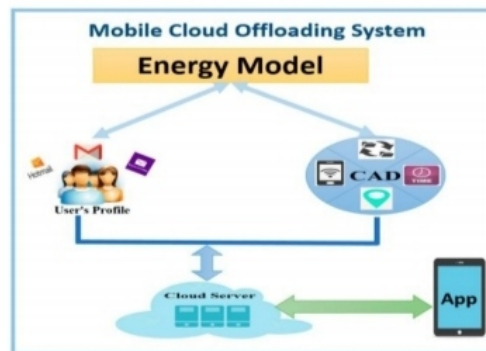 Mobile Cloud Offloading System
Energy Model
Hotmail
User's Profile
CAD
TIME
Cloud Server
App